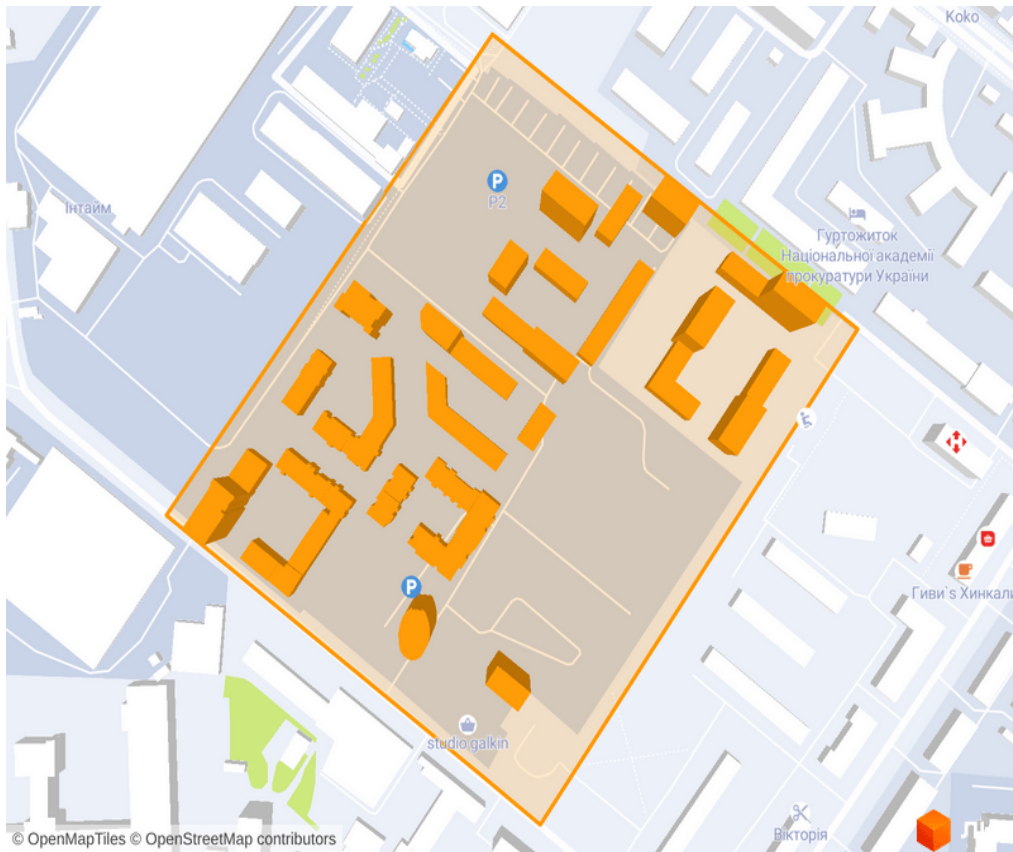 Koko
P
P2
Інтайм
Гуртожиток
Національної академії
прокуратури України
P
Гиви`s Хинкали
studio galkin
Вікторія
© OpenMapTiles © OpenStreetMap contributors